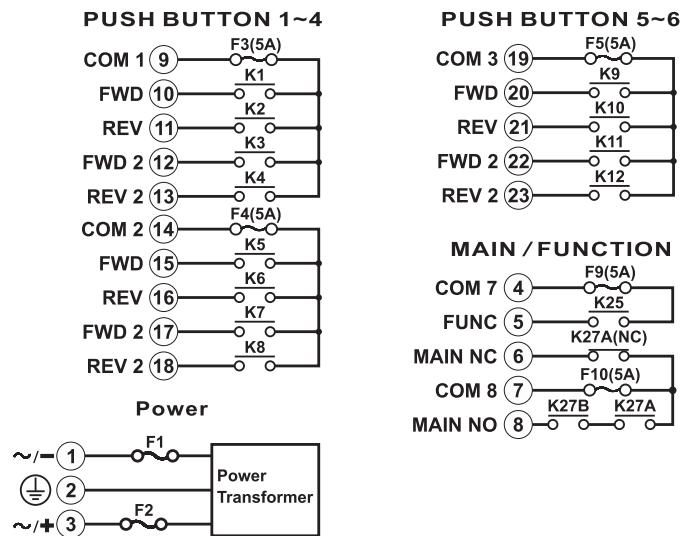 PUSH BUTTON 1~4
COM 1 9 F3(5A)
FWD 10 K1
REV 11 K2
FWD 2 12 K3
REV 2 13 K4
COM 2 14 F4(5A)
FWD 15 K5
REV 16 K6
FWD 2 17 K7
REV 2 18 K8
Power
~/- 1 F1
2
~/+ 3 F2
Power
Transformer
PUSH BUTTON 5~6
COM 3 19 F5(5A)
FWD 20 K9
REV 21 K10
FWD 2 22 K11
REV 2 23 K12
MAIN / FUNCTION
COM 7 4 F9(5A)
FUNC 5 K25
MAIN NC 6 K27A(NC)
COM 8 7 F10(5A)
MAIN NO 8 K27B K27A